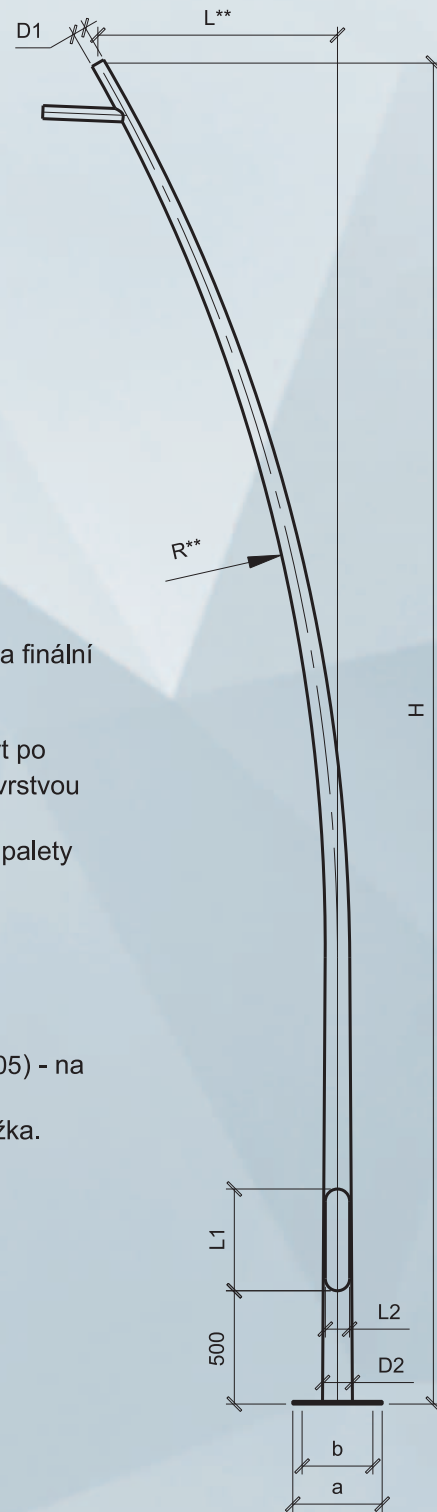 L**
D1
R**
H
a finální
t po
vrstvou
palety
05) - na
žka.
L1
L2
500
D2
b
a